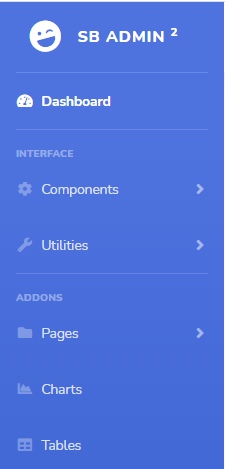 SB ADMIN 2
Dashboard
INTERFACE
Components
Utilities
ADDONS
Pages
Charts
Tables